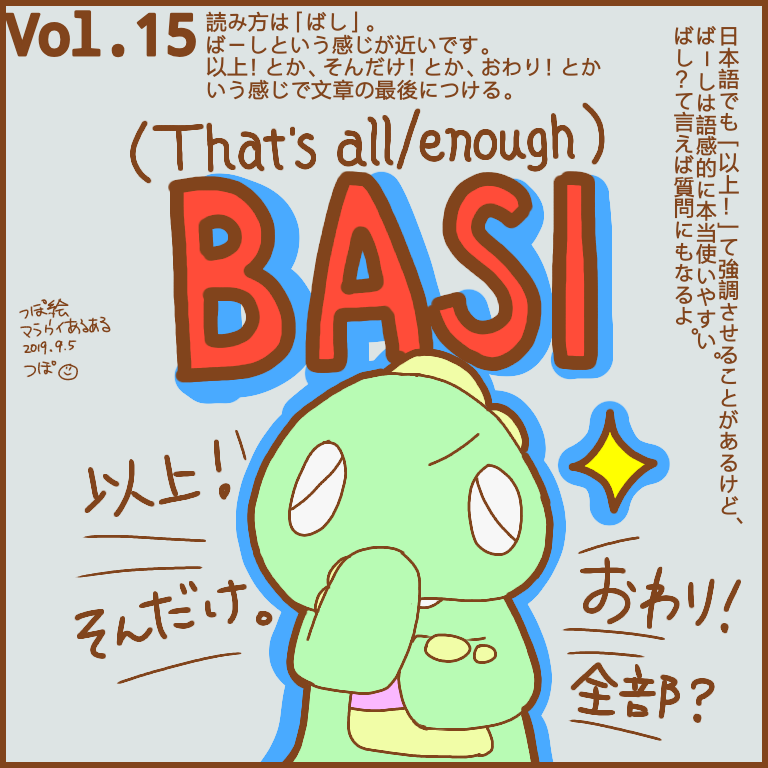 Vol.15
読み方は「ばし」。
ばーしという感じが近いです。
以上！とか、そんだけ！とか、おわり！とか
いう感じで文章の最後につける。
日本語でも「以上！」て強調させることがあるけど、
ばーしは語感的に本当使いやすい。
ばし？て言えば質問にもなるよ。
(That's all/enough)
BASI
つぽ絵
マラウイあるある
2019.9.5
つぽ
以上!!
そんだけ。
おわり!
全部?